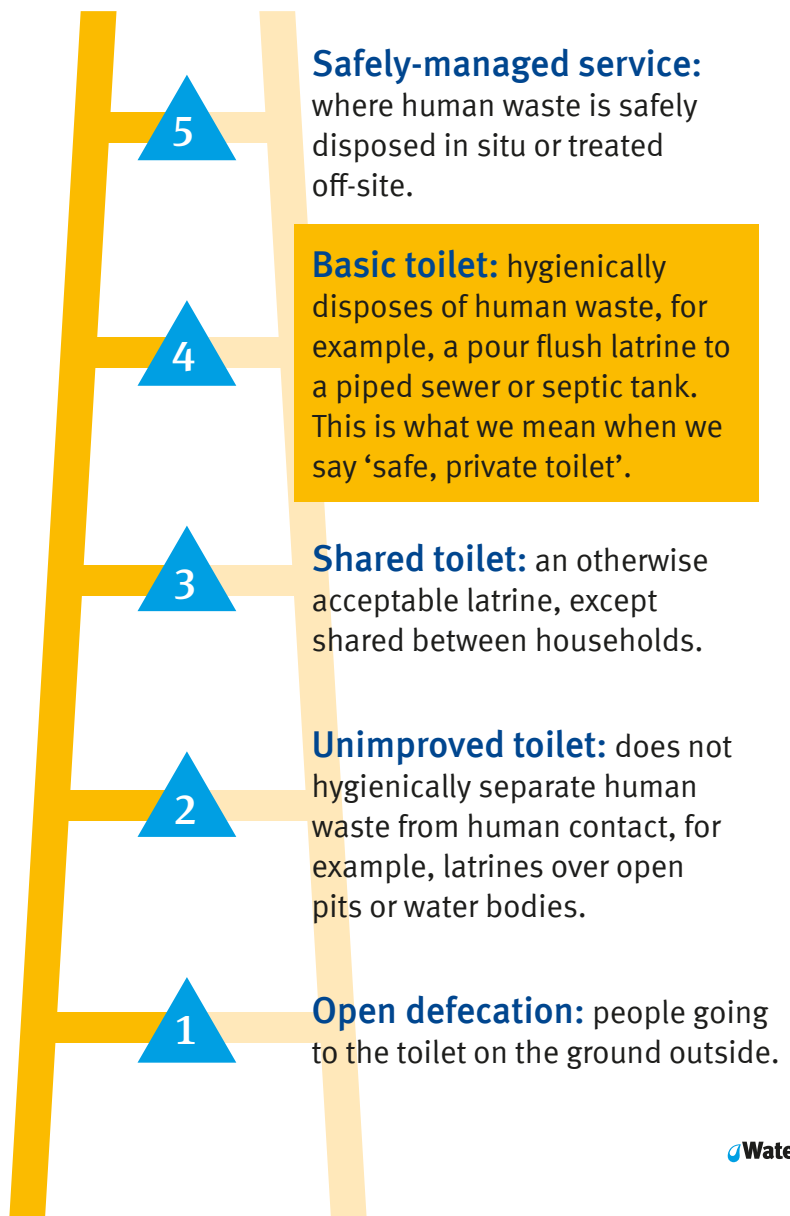 5
Safely-managed service:
where human waste is safely
disposed in situ or treated
off-site.
4
Basic toilet: hygienically
disposes of human waste, for
example, a pour flush latrine to
a piped sewer or septic tank.
This is what we mean when we
say ‘safe, private toilet’.
3
Shared toilet: an otherwise
acceptable latrine, except
shared between households.
2
Unimproved toilet: does not
hygienically separate human
waste from human contact, for
example, latrines over open
pits or water bodies.
1
Open defecation: people going
to the toilet on the ground outside.
Wate